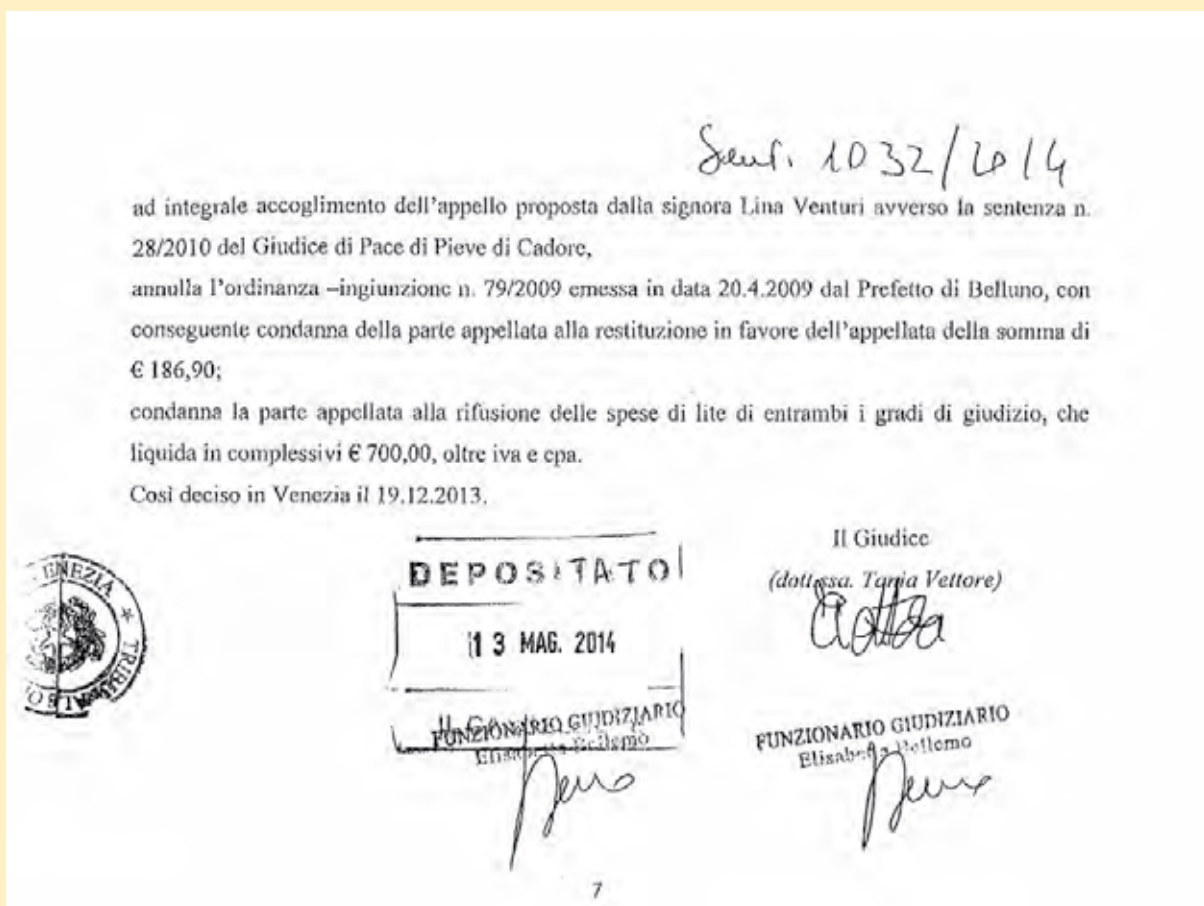 Sent. 1032/2014
ad integrale accoglimento dell'appello proposta dalla signora Lina Venturi avverso la sentenza n.
28/2010 del Giudice di Pace di Pieve di Cadore,
annulla l'ordinanza –ingiunzione n. 79/2009 emessa in data 20.4.2009 dal Prefetto di Belluno, con
conseguente condanna della parte appellata alla restituzione in favore dell'appellata della somma di
€ 186,90;
condanna la parte appellata alla rifusione delle spese di lite di entrambi i gradi di giudizio, che
liquida in complessivi € 700,00, oltre iva e cpa.
Così deciso in Venezia il 19.12.2013.
Il Giudice
(dott.ssa. Tania Vettore)
DEPOSITATO
13 MAG. 2014
FUNZIONARIO GIUDIZIARIO
FUNZIONARIO GIUDIZIARIO
Elisabetta Bellemo
VENEZIA * TRIBUNALE
7